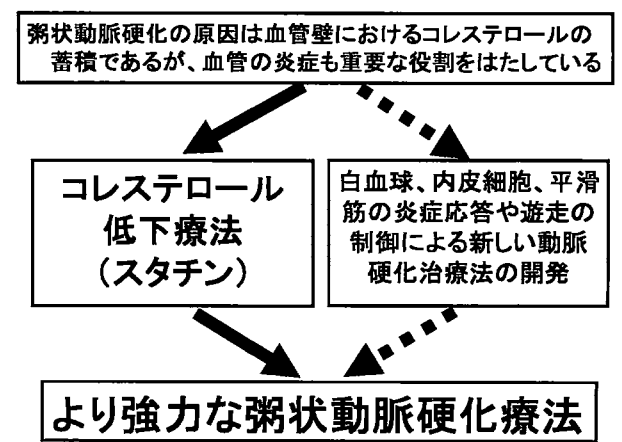 粥状動脈硬化の原因は血管壁におけるコレステロールの
蓄積であるが、血管の炎症も重要な役割をはたしている
コレステロール
低下療法
（スタチン）
白血球、内皮細胞、平滑
筋の炎症応答や遊走の
制御による新しい動脈
硬化治療法の開発
より強力な粥状動脈硬化療法